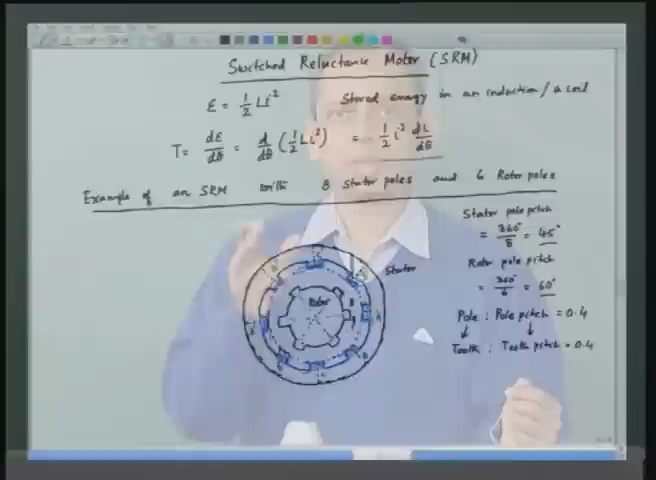 Switched Reluctance Motor (SRM)
E = 1/2 Li² Stored energy in an induction / a coil
T = dE/dθ = d/dθ (1/2 Li²) = 1/2 i² dL/dθ
Example of an SRM with 8 Stator poles and 6 Rotor poles
Stator pole pitch
= 360°/8 = 45°
Stator
Rotor pole pitch
= 360°/6 = 60°
Rotor
Pole : Pole pitch = 0.4
Tooth : Tooth pitch = 0.4